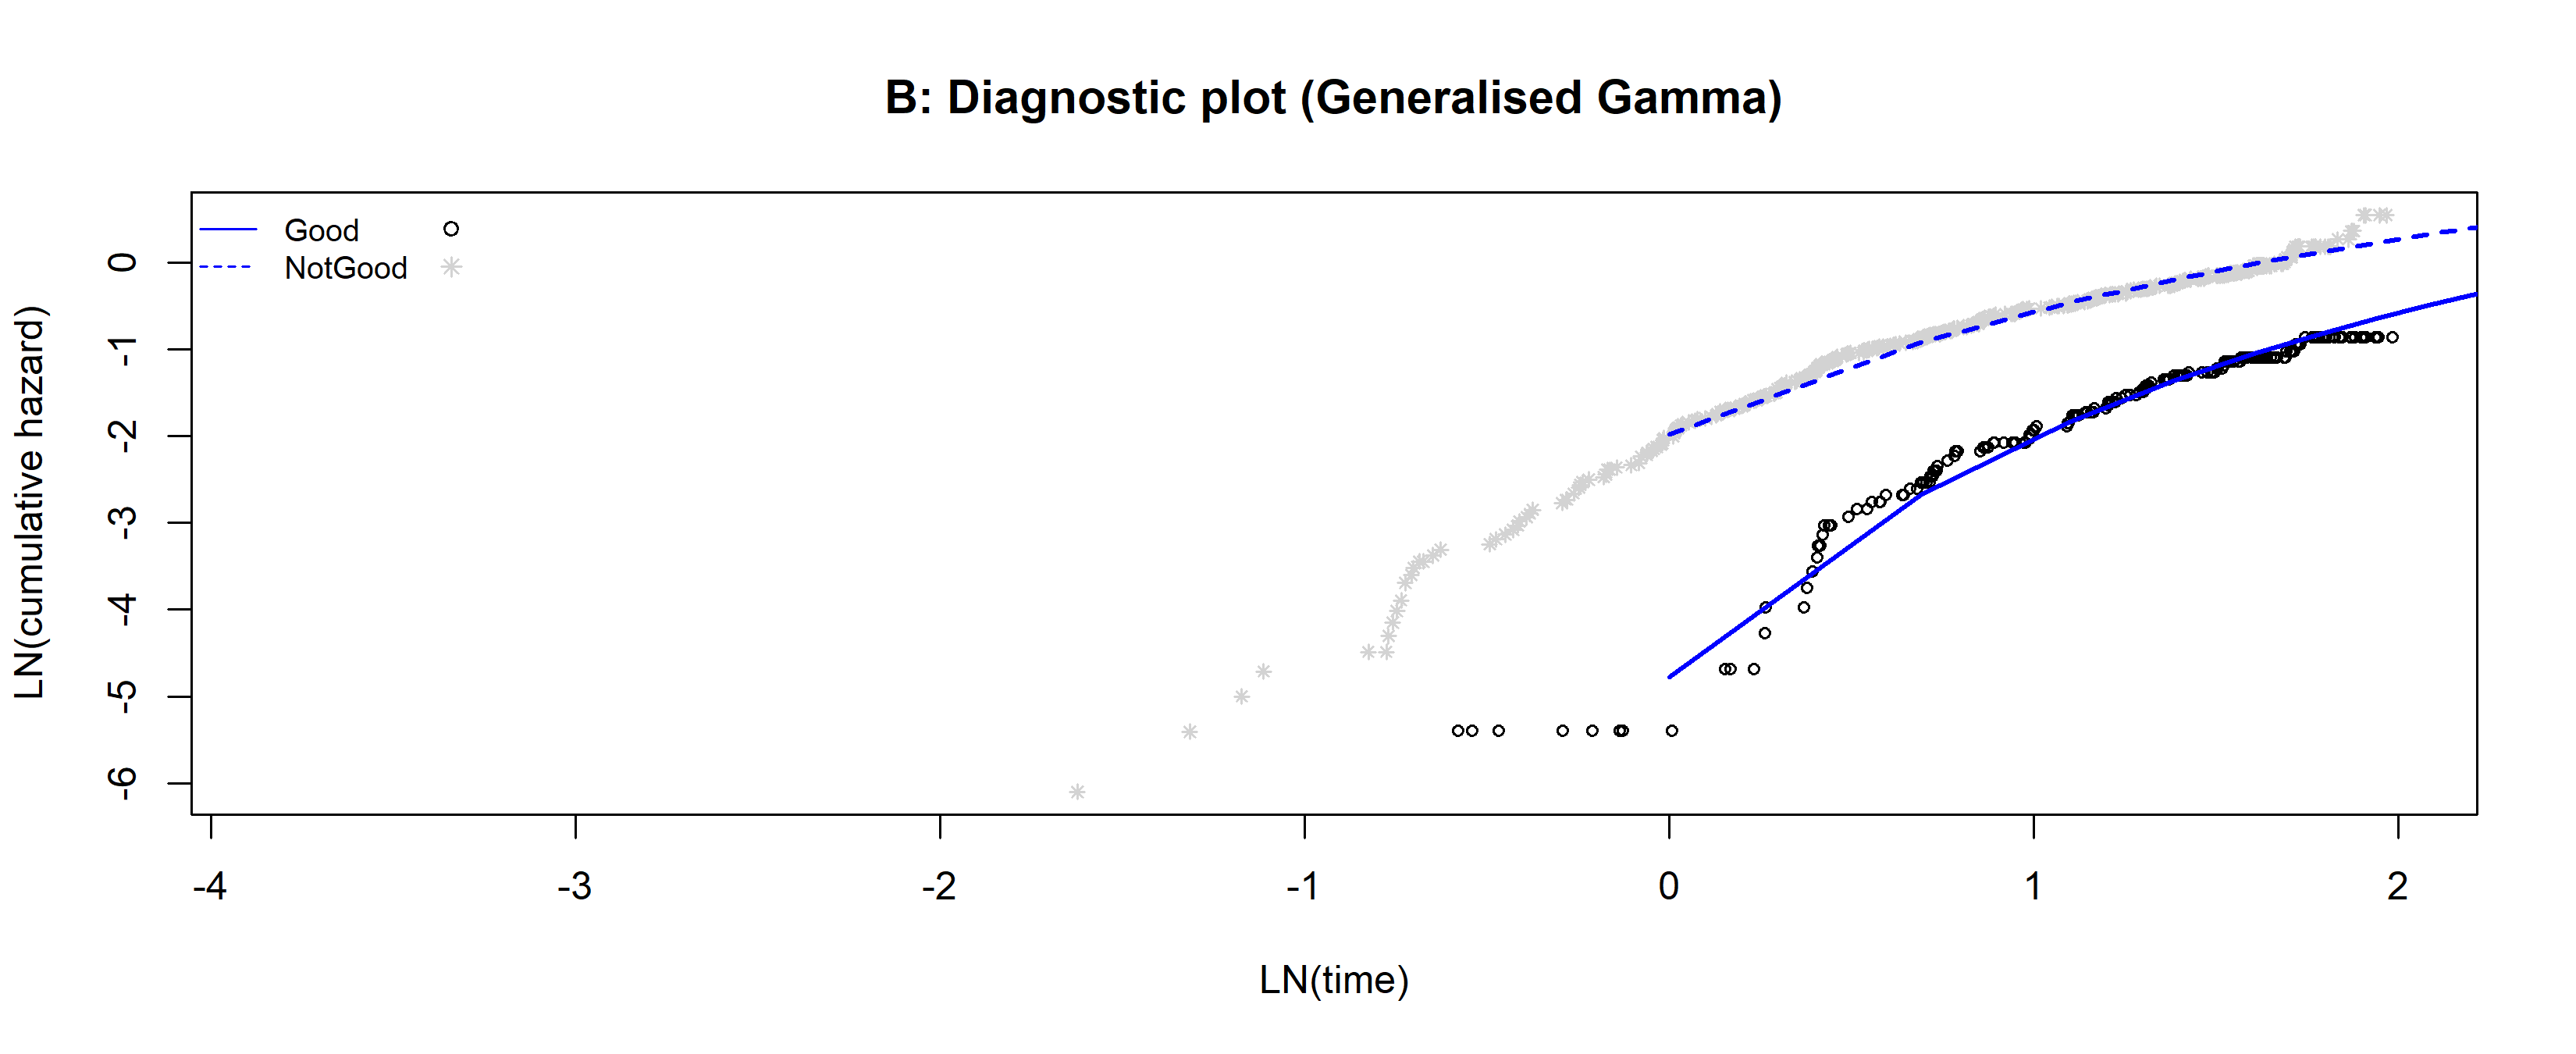 B: Diagnostic plot (Generalised Gamma)
Good
NotGood
LN(cumulative hazard)
0
-1
-2
-3
-4
-5
-6
-4 -3 -2 -1 0 1 2
LN(time)